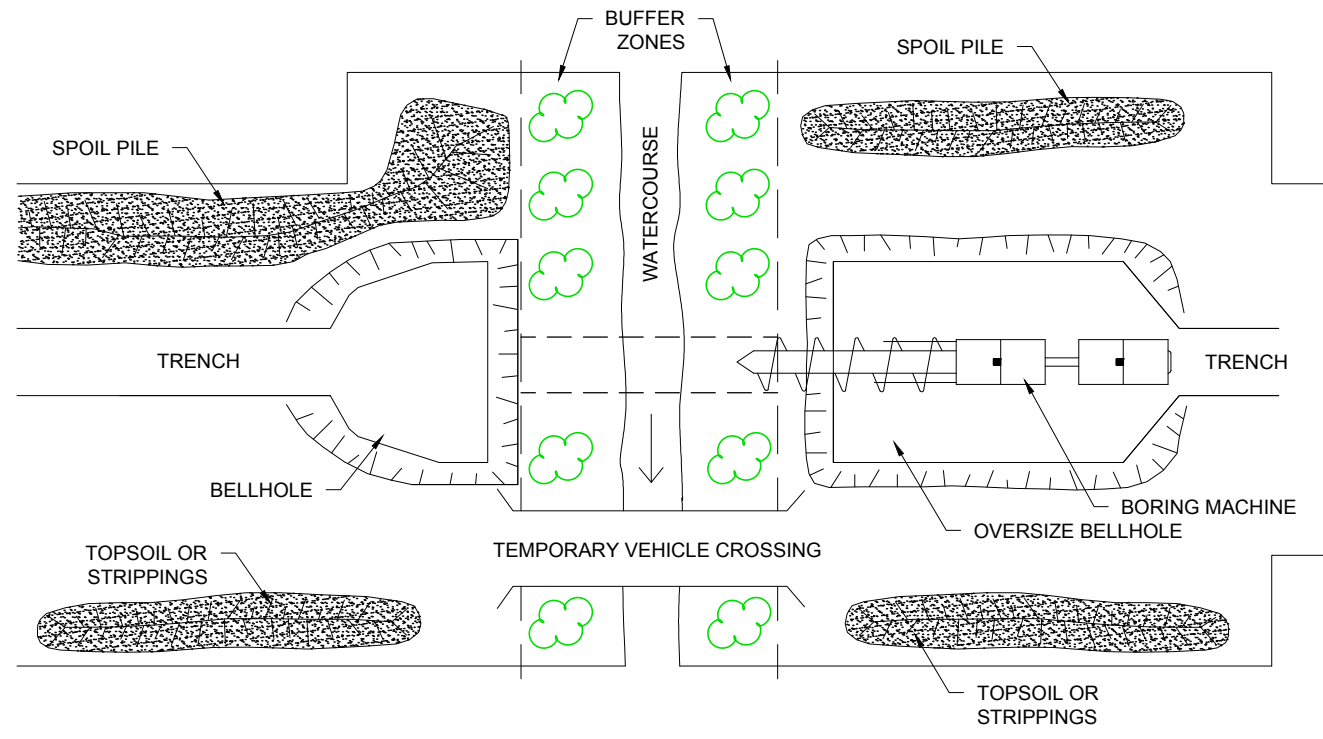 BUFFER
ZONES
SPOIL PILE
SPOIL PILE
WATERCOURSE
TRENCH
TRENCH
BELLHOLE
BORING MACHINE
OVERSIZE BELLHOLE
TEMPORARY VEHICLE CROSSING
TOPSOIL OR
STRIPPINGS
TOPSOIL OR
STRIPPINGS